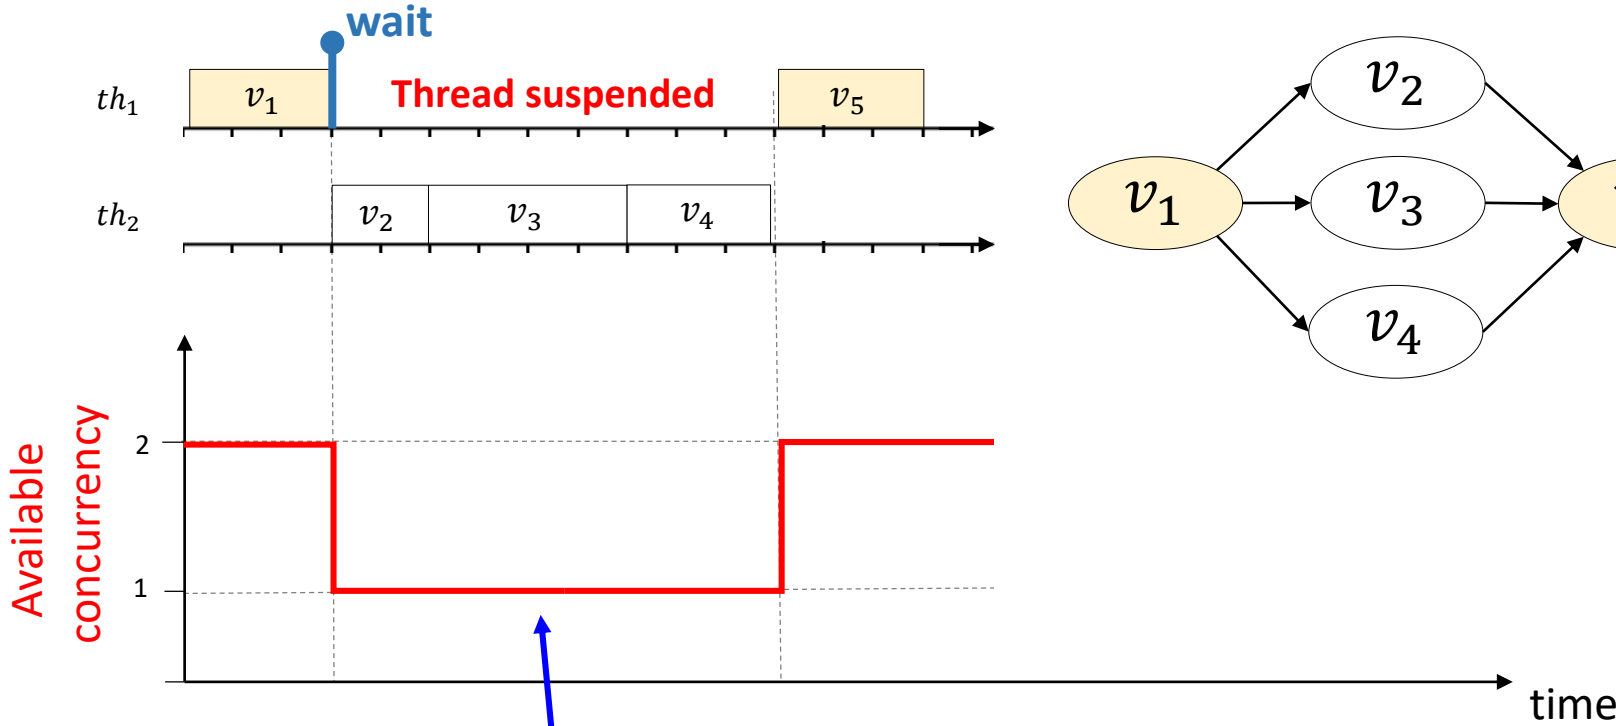 wait
th₁
v₁
Thread suspended
v₅
th₂
v₂
v₃
v₄
v₂
v₁
v₃
v₄
Available
concurrency
2
1
time